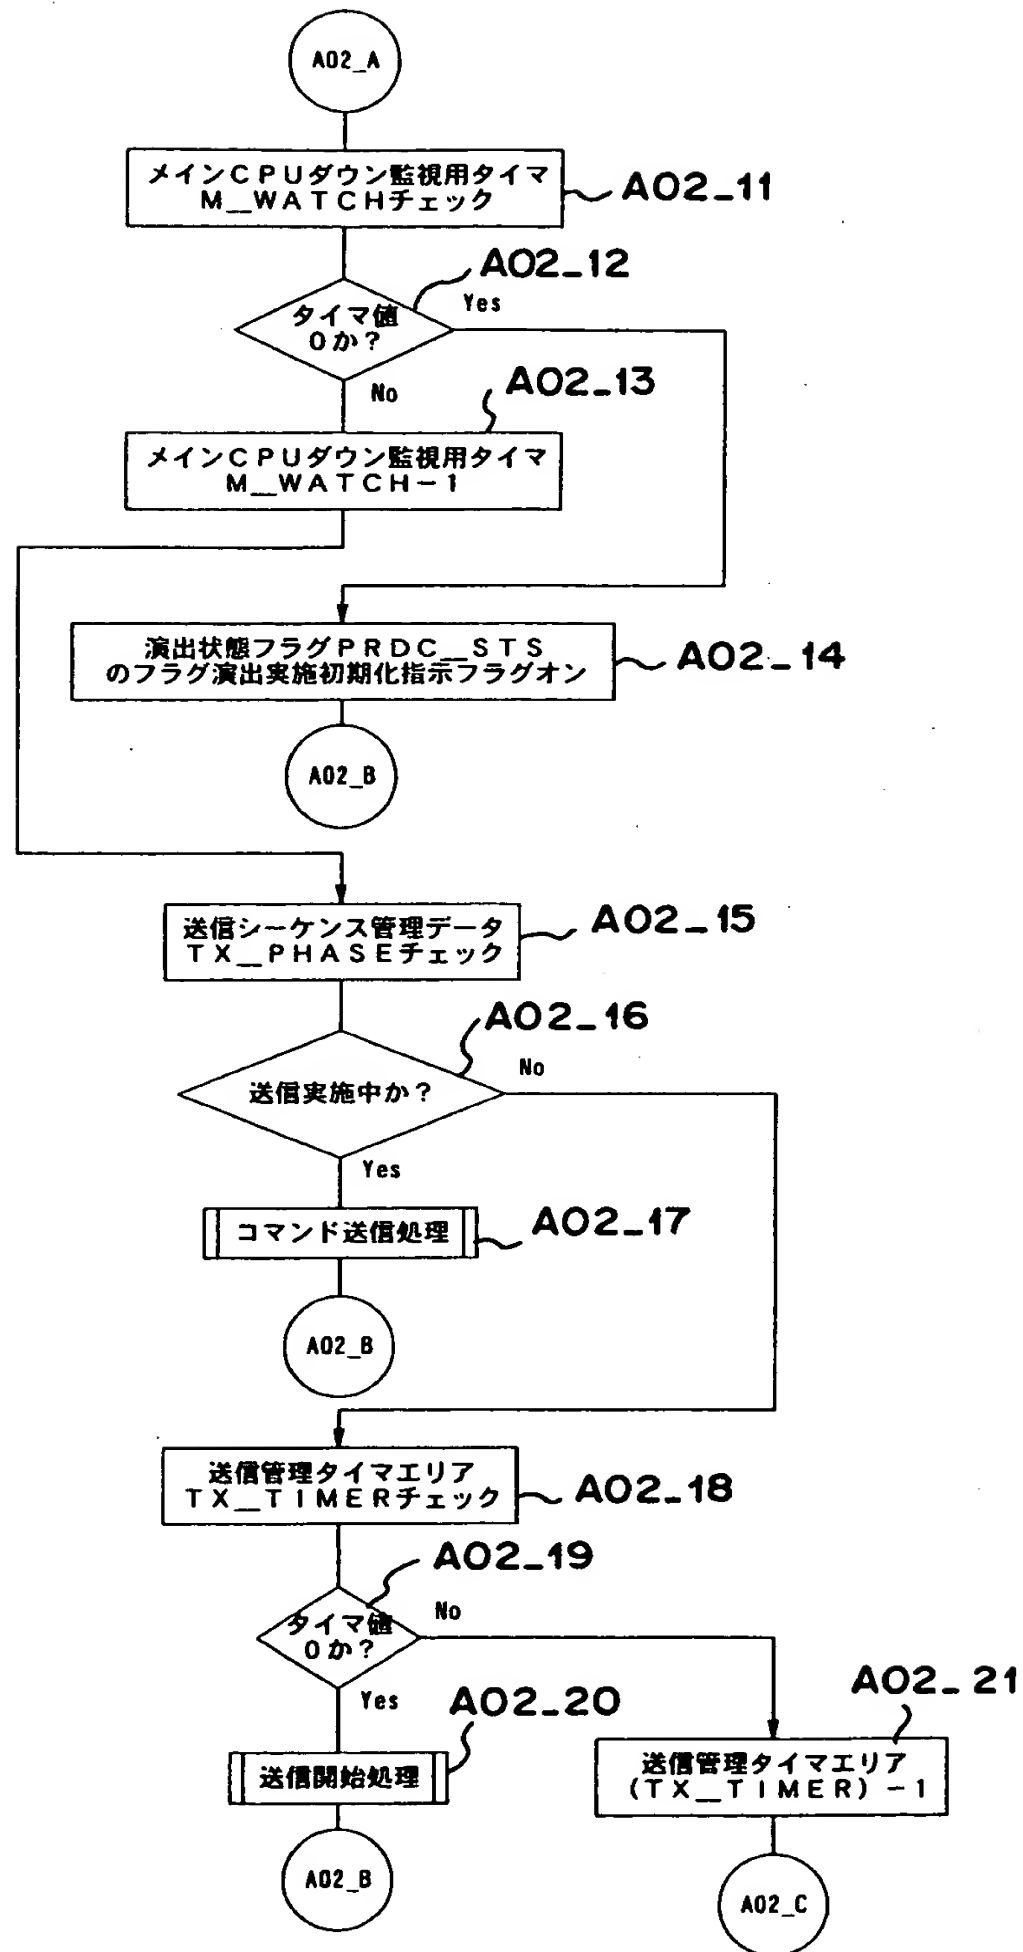 A02_A
メインCPUダウン監視用タイマ
M__WATCHチェック
A02_11
A02_12
タイマ値
0か?
Yes
No
A02_13
メインCPUダウン監視用タイマ
M__WATCH-1
演出状態フラグPRDC__STS
のフラグ演出実施初期化指示フラグオン
A02_14
A02_B
送信シーケンス管理データ
TX__PHASEチェック
A02_15
A02_16
送信実施中か?
No
Yes
コマンド送信処理
A02_17
A02_B
送信管理タイマエリア
TX__TIMERチェック
A02_18
A02_19
タイマ値
0か?
No
Yes
A02_20
A02_21
送信開始処理
送信管理タイマエリア
(TX__TIMER)-1
A02_B
A02_C